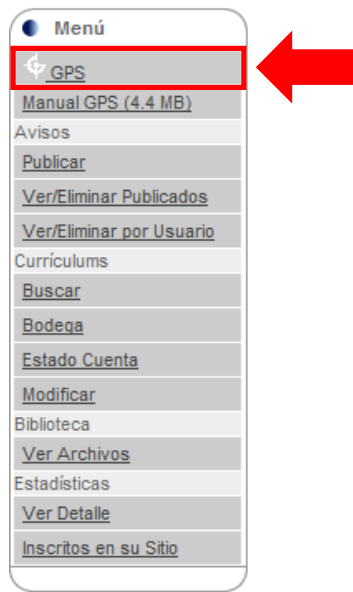 Menú
GPS
Manual GPS (4.4 MB)
Avisos
Publicar
Ver/Eliminar Publicados
Ver/Eliminar por Usuario
Currículums
Buscar
Bodega
Estado Cuenta
Modificar
Biblioteca
Ver Archivos
Estadísticas
Ver Detalle
Inscritos en su Sitio